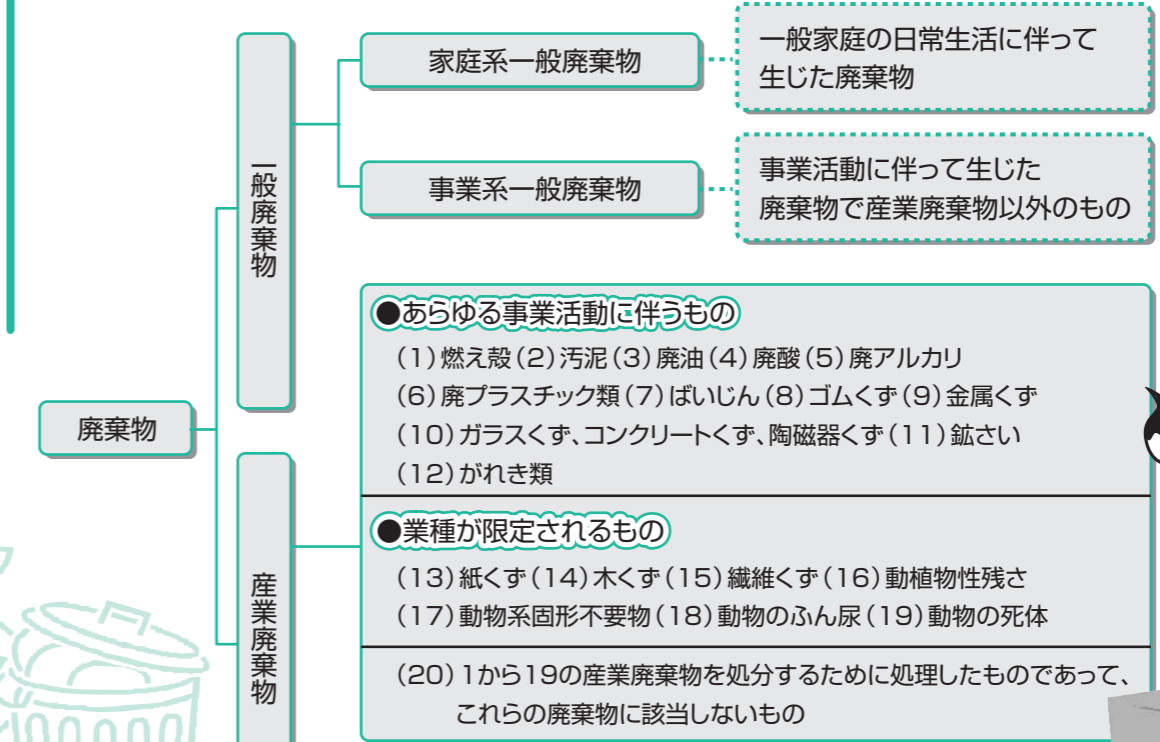 廃棄物
一般廃棄物
家庭系一般廃棄物
一般家庭の日常生活に伴って
生じた廃棄物
事業系一般廃棄物
事業活動に伴って生じた
廃棄物で産業廃棄物以外のもの
産業廃棄物
●あらゆる事業活動に伴うもの
(1)燃え殻(2)汚泥(3)廃油(4)廃酸(5)廃アルカリ
(6)廃プラスチック類(7)ばいじん(8)ゴムくず(9)金属くず
(10)ガラスくず、コンクリートくず、陶磁器くず(11)鉱さい
(12)がれき類
●業種が限定されるもの
(13)紙くず(14)木くず(15)繊維くず(16)動植物性残さ
(17)動物系固形不要物(18)動物のふん尿(19)動物の死体
(20)1から19の産業廃棄物を処分するために処理したものであって、
これらの廃棄物に該当しないもの